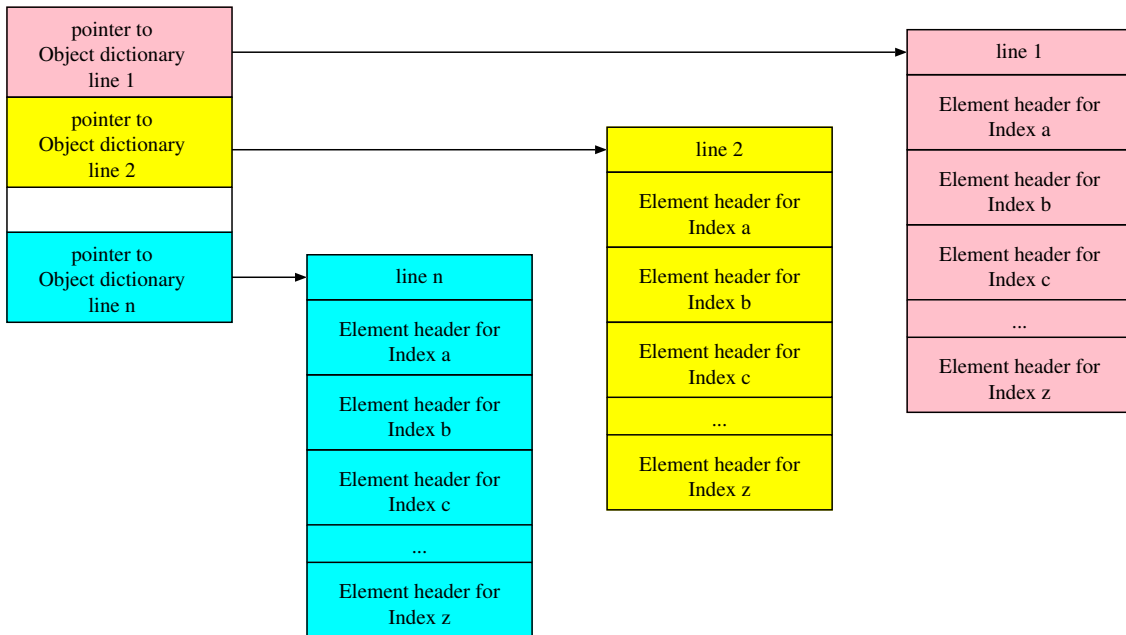 pointer to
Object dictionary
line 1
pointer to
Object dictionary
line 2
pointer to
Object dictionary
line n
line n
Element header for
Index a
Element header for
Index b
Element header for
Index c
...
Element header for
Index z
line 2
Element header for
Index a
Element header for
Index b
Element header for
Index c
...
Element header for
Index z
line 1
Element header for
Index a
Element header for
Index b
Element header for
Index c
...
Element header for
Index z